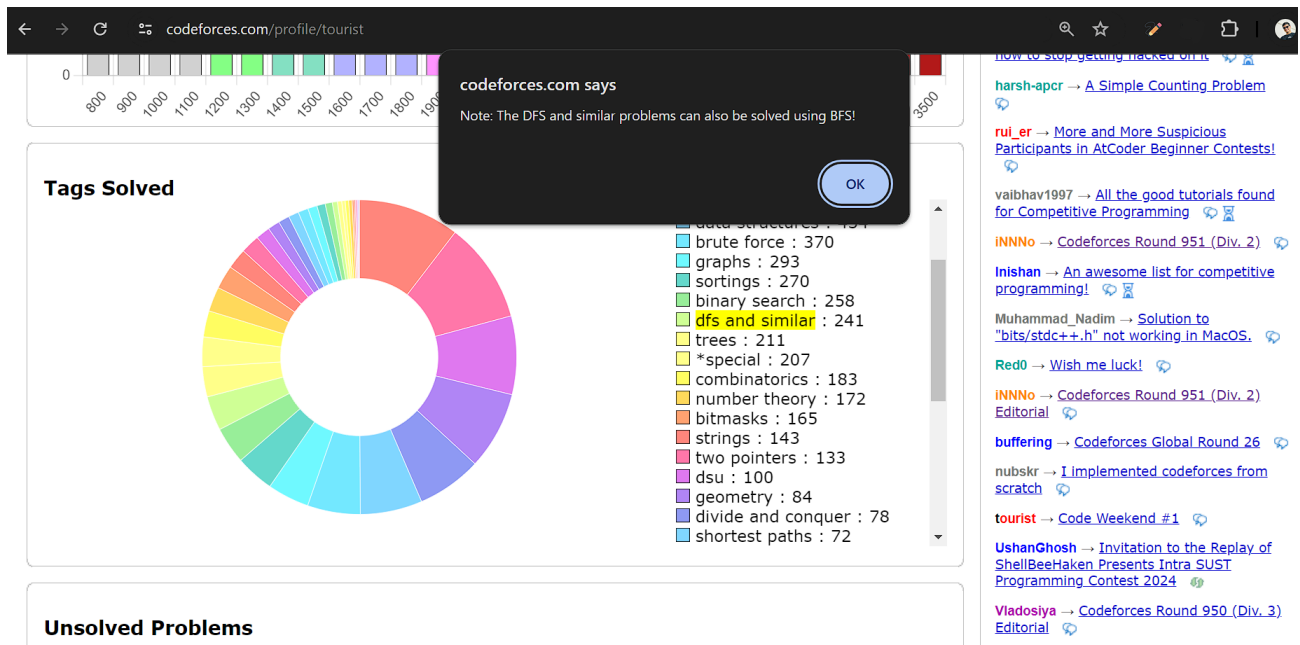 codeforces.com/profile/tourist
codeforces.com says
Note: The DFS and similar problems can also be solved using BFS!
OK
0
800
900
1000
1100
1200
1300
1400
1500
1600
1700
1800
3500
Tags Solved
brute force : 370
graphs : 293
sortings : 270
binary search : 258
dfs and similar : 241
trees : 211
*special : 207
combinatorics : 183
number theory : 172
bitmasks : 165
strings : 143
two pointers : 133
dsu : 100
geometry : 84
divide and conquer : 78
shortest paths : 72
Unsolved Problems
how to stop getting hacked on it
harsh-apcr → A Simple Counting Problem
rui_er → More and More Suspicious
Participants in AtCoder Beginner Contests!
vaibhav1997 → All the good tutorials found
for Competitive Programming
iNNNo → Codeforces Round 951 (Div. 2)
Inishan → An awesome list for competitive
programming!
Muhammad_Nadim → Solution to
"bits/stdc++.h" not working in MacOS.
Red0 → Wish me luck!
iNNNo → Codeforces Round 951 (Div. 2)
Editorial
buffering → Codeforces Global Round 26
nubskr → I implemented codeforces from
scratch
tourist → Code Weekend #1
UshanGhosh → Invitation to the Replay of
ShellBeeHaken Presents Intra SUST
Programming Contest 2024
Vladosiya → Codeforces Round 950 (Div. 3)
Editorial